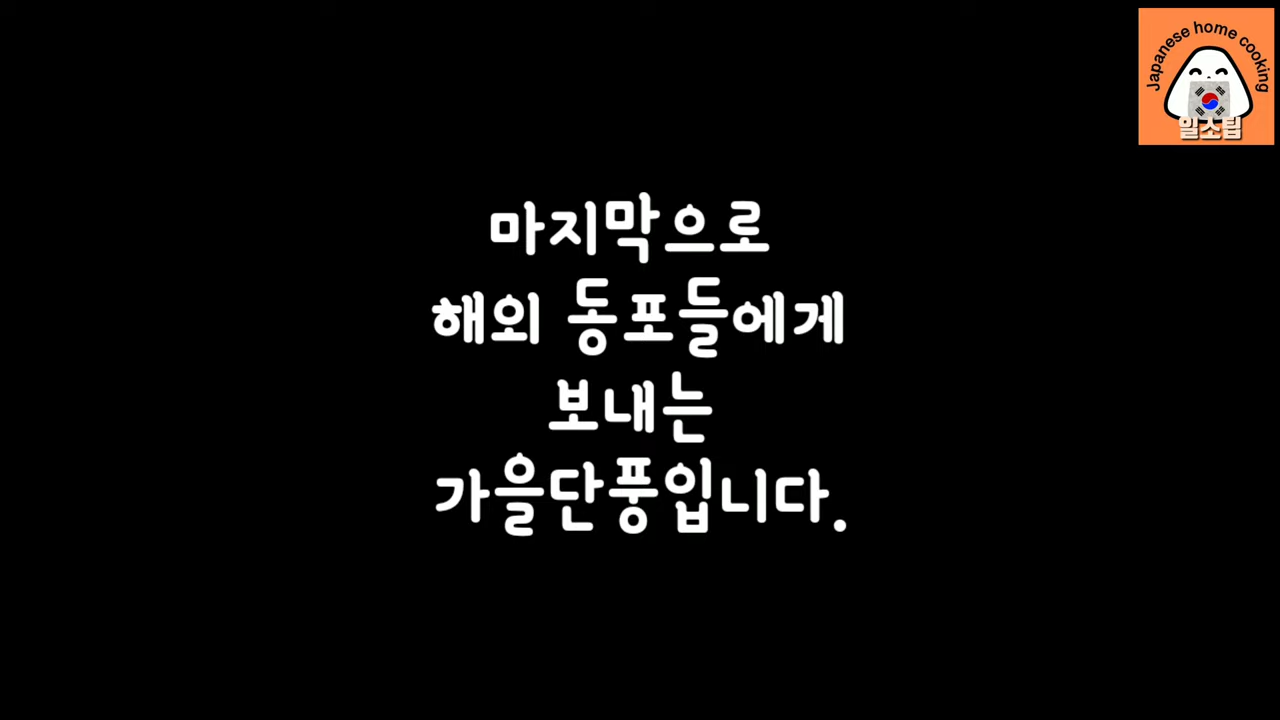 Japanese home cooking
일소팁
마지막으로
해외 동포들에게
보내는
가을단풍입니다.